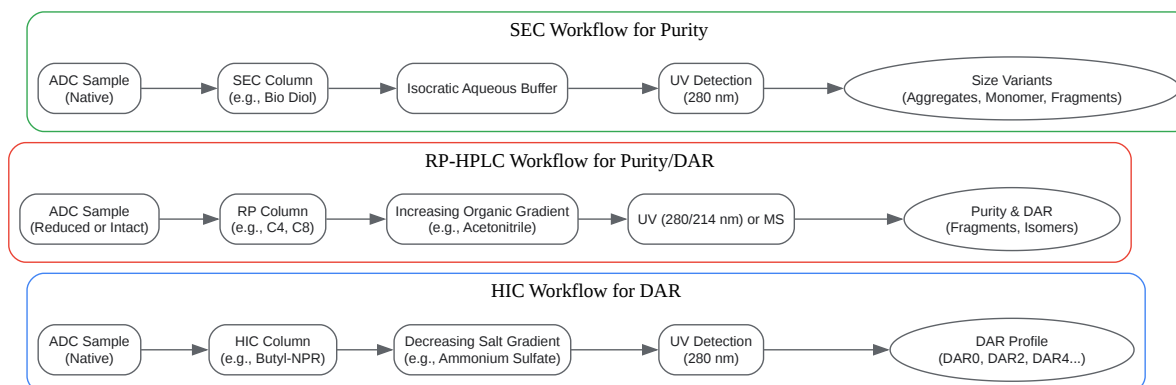 SEC Workflow for Purity
ADC Sample
(Native)
SEC Column
(e.g., Bio Diol)
Isocratic Aqueous Buffer
UV Detection
(280 nm)
Size Variants
(Aggregates, Monomer, Fragments)
RP-HPLC Workflow for Purity/DAR
ADC Sample
(Reduced or Intact)
RP Column
(e.g., C4, C8)
Increasing Organic Gradient
(e.g., Acetonitrile)
UV (280/214 nm) or MS
Purity & DAR
(Fragments, Isomers)
HIC Workflow for DAR
ADC Sample
(Native)
HIC Column
(e.g., Butyl-NPR)
Decreasing Salt Gradient
(e.g., Ammonium Sulfate)
UV Detection
(280 nm)
DAR Profile
(DAR0, DAR2, DAR4...)